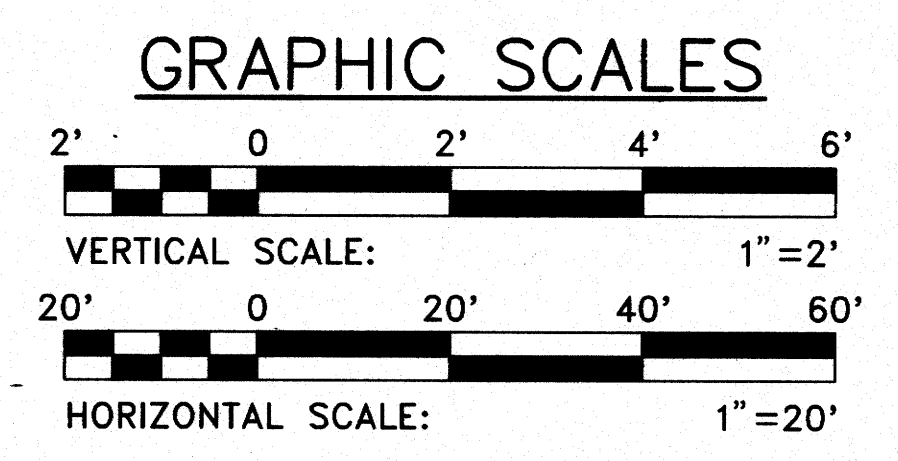 GRAPHIC SCALES
2' 0 2' 4' 6'
VERTICAL SCALE: 1"=2'
20' 0 20' 40' 60'
HORIZONTAL SCALE: 1"=20'